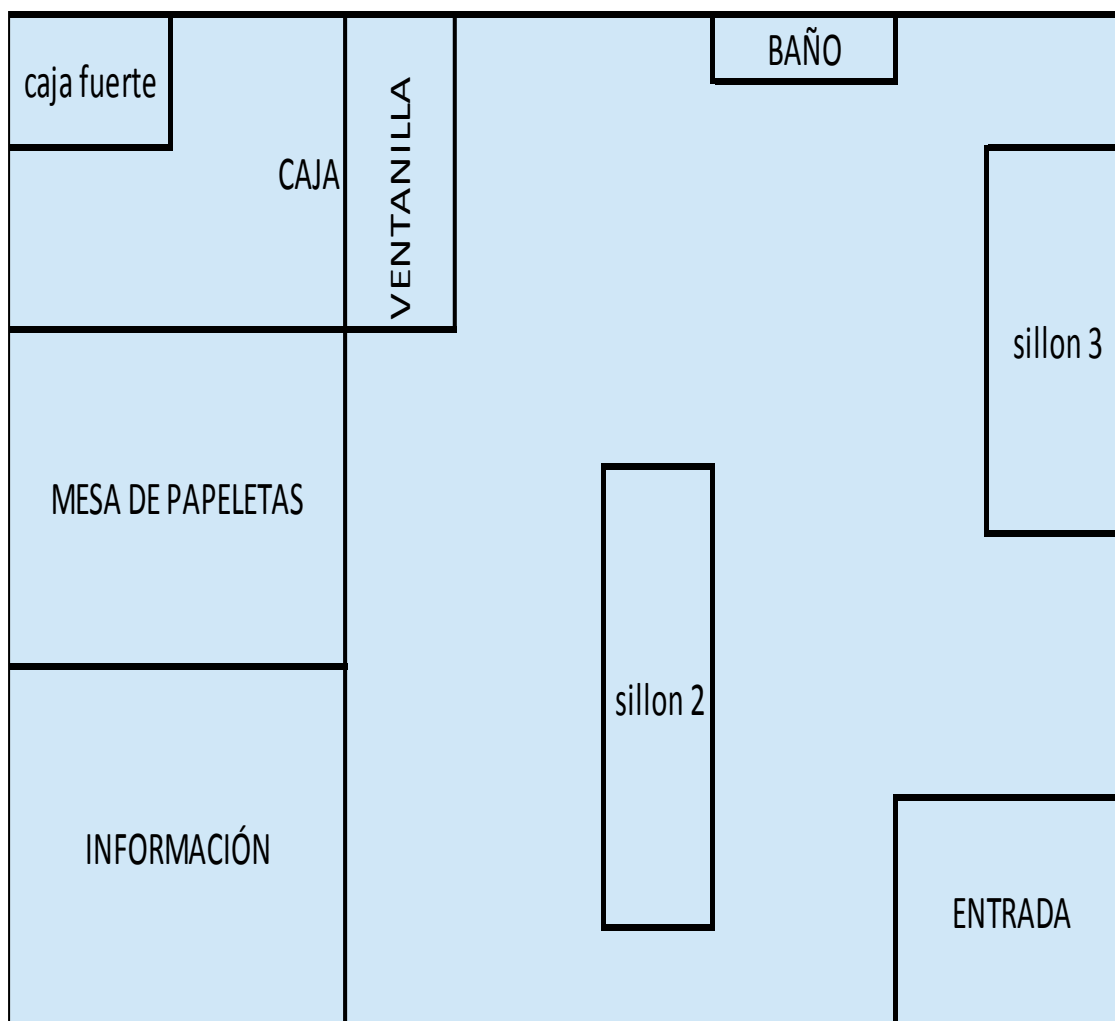 caja fuerte
BAÑO
CAJA
VENTANILLA
sillon 3
MESA DE PAPELETAS
sillon 2
INFORMACIÓN
ENTRADA